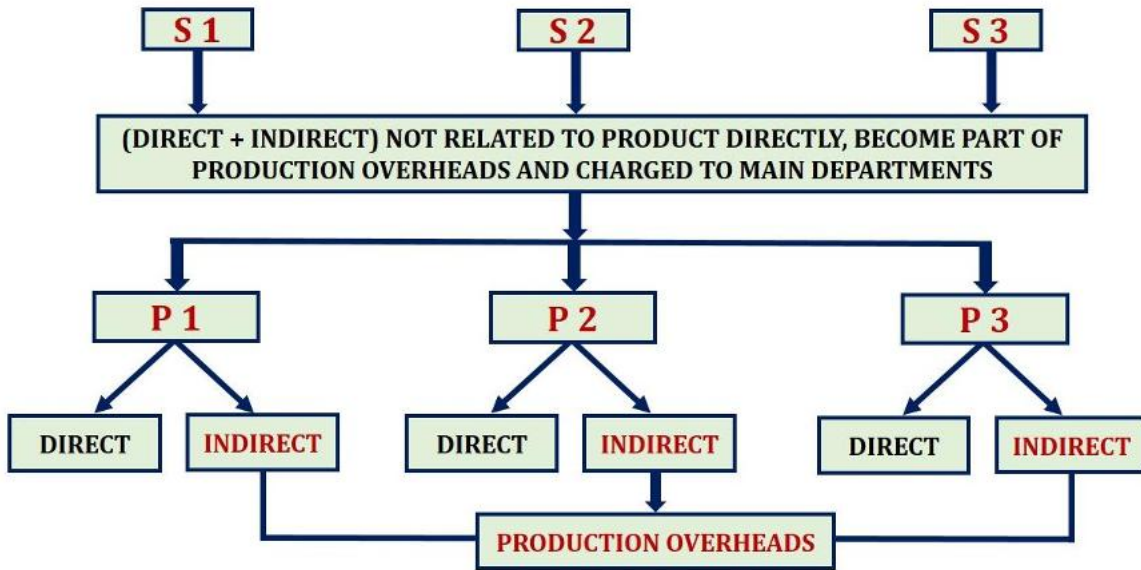 S 1
S 2
S 3
(DIRECT + INDIRECT) NOT RELATED TO PRODUCT DIRECTLY, BECOME PART OF
PRODUCTION OVERHEADS AND CHARGED TO MAIN DEPARTMENTS
P 1
P 2
P 3
DIRECT
INDIRECT
DIRECT
INDIRECT
DIRECT
INDIRECT
PRODUCTION OVERHEADS